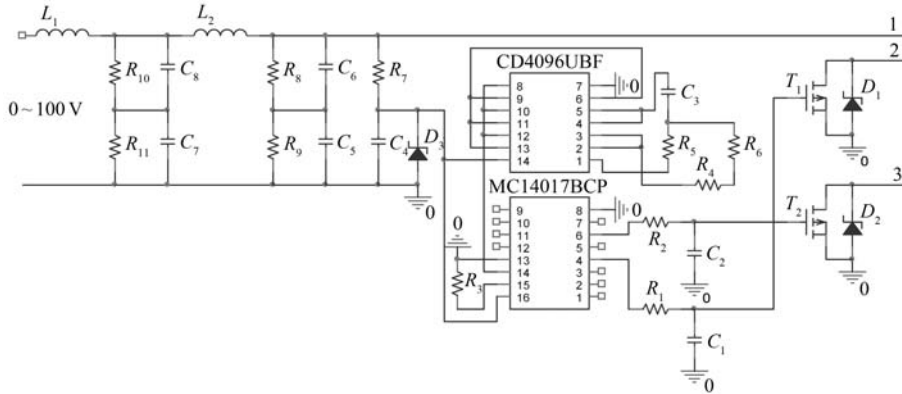 L1
L2
1
2
3
0~100 V
R10
C8
R11
C7
R8
C6
R9
C5
R7
C4
D3
0
CD4096UBF
8
9
10
11
12
13
14
7
6
5
4
3
2
1
0
C3
R5
R6
R4
T1
D1
0
MC14017BCP
9
10
11
12
13
14
15
16
8
7
6
5
4
3
2
1
0
0
R3
R2
C2
0
R1
C1
0
T2
D2
0